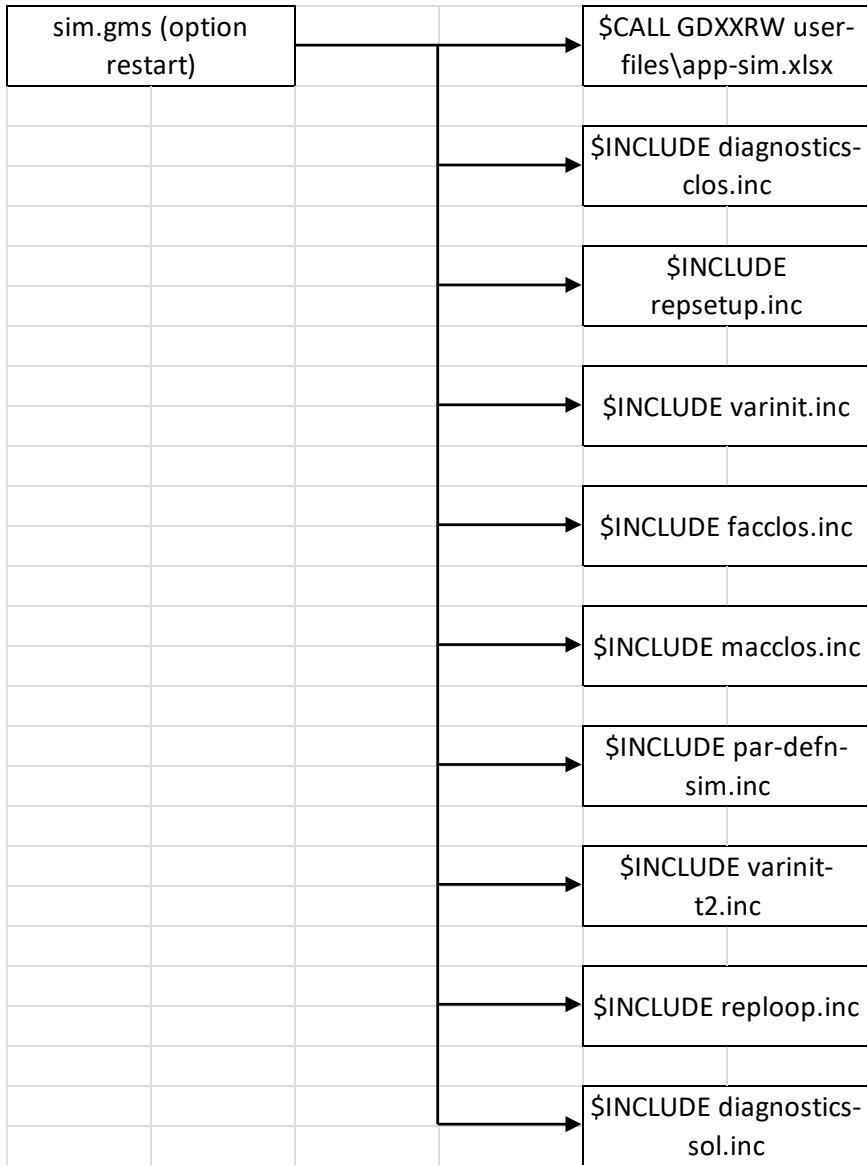 sim.gms (option
restart)
$CALL GDXXRW user-
files\app-sim.xlsx
$INCLUDE diagnostics-
clos.inc
$INCLUDE
repsetup.inc
$INCLUDE varinit.inc
$INCLUDE facclos.inc
$INCLUDE macclos.inc
$INCLUDE par-defn-
sim.inc
$INCLUDE varinit-
t2.inc
$INCLUDE reploop.inc
$INCLUDE diagnostics-
sol.inc